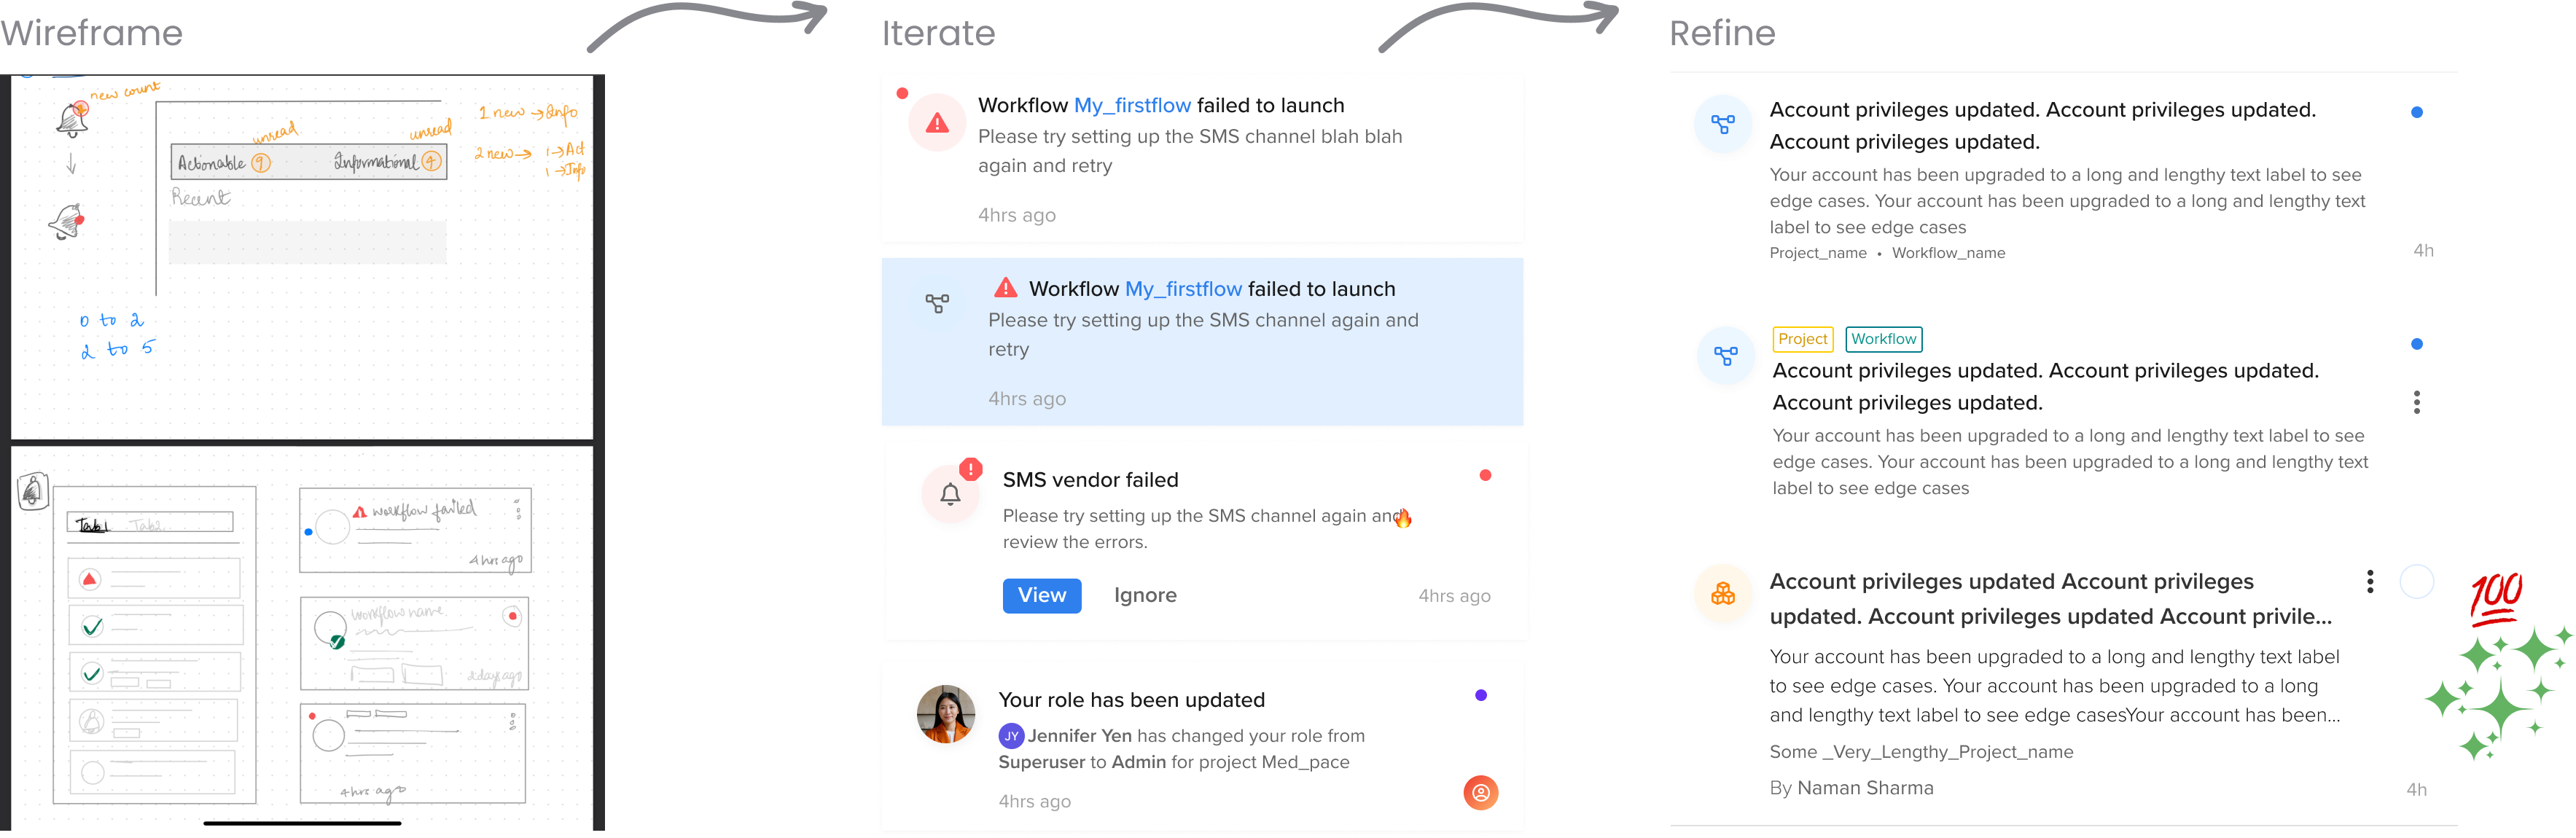 Wireframe
new count
unread
unread
Actionable 9
Informational 4
Recent
1 new → Info
2 new → 1 → Act
1 → Info
0 to 2
2 to 5
Tab1 Tab2
workflow failed
4 hrs ago
workflow name
2 days ago
4 hrs ago
Iterate
Workflow My_firstflow failed to launch
Please try setting up the SMS channel blah blah
again and retry
4hrs ago
Workflow My_firstflow failed to launch
Please try setting up the SMS channel again and
retry
4hrs ago
SMS vendor failed
Please try setting up the SMS channel again and
review the errors.
View Ignore 4hrs ago
Your role has been updated
JY Jennifer Yen has changed your role from
Superuser to Admin for project Med_pace
4hrs ago
Refine
Account privileges updated. Account privileges updated.
Account privileges updated.
Your account has been upgraded to a long and lengthy text label to see
edge cases. Your account has been upgraded to a long and lengthy text
label to see edge cases
Project_name • Workflow_name
4h
Project Workflow
Account privileges updated. Account privileges updated.
Account privileges updated.
Your account has been upgraded to a long and lengthy text label to see
edge cases. Your account has been upgraded to a long and lengthy text
label to see edge cases
Account privileges updated Account privileges
updated. Account privileges updated Account privile...
Your account has been upgraded to a long and lengthy text label
to see edge cases. Your account has been upgraded to a long
and lengthy text label to see edge casesYour account has been...
Some _Very_Lengthy_Project_name
By Naman Sharma
4h
100